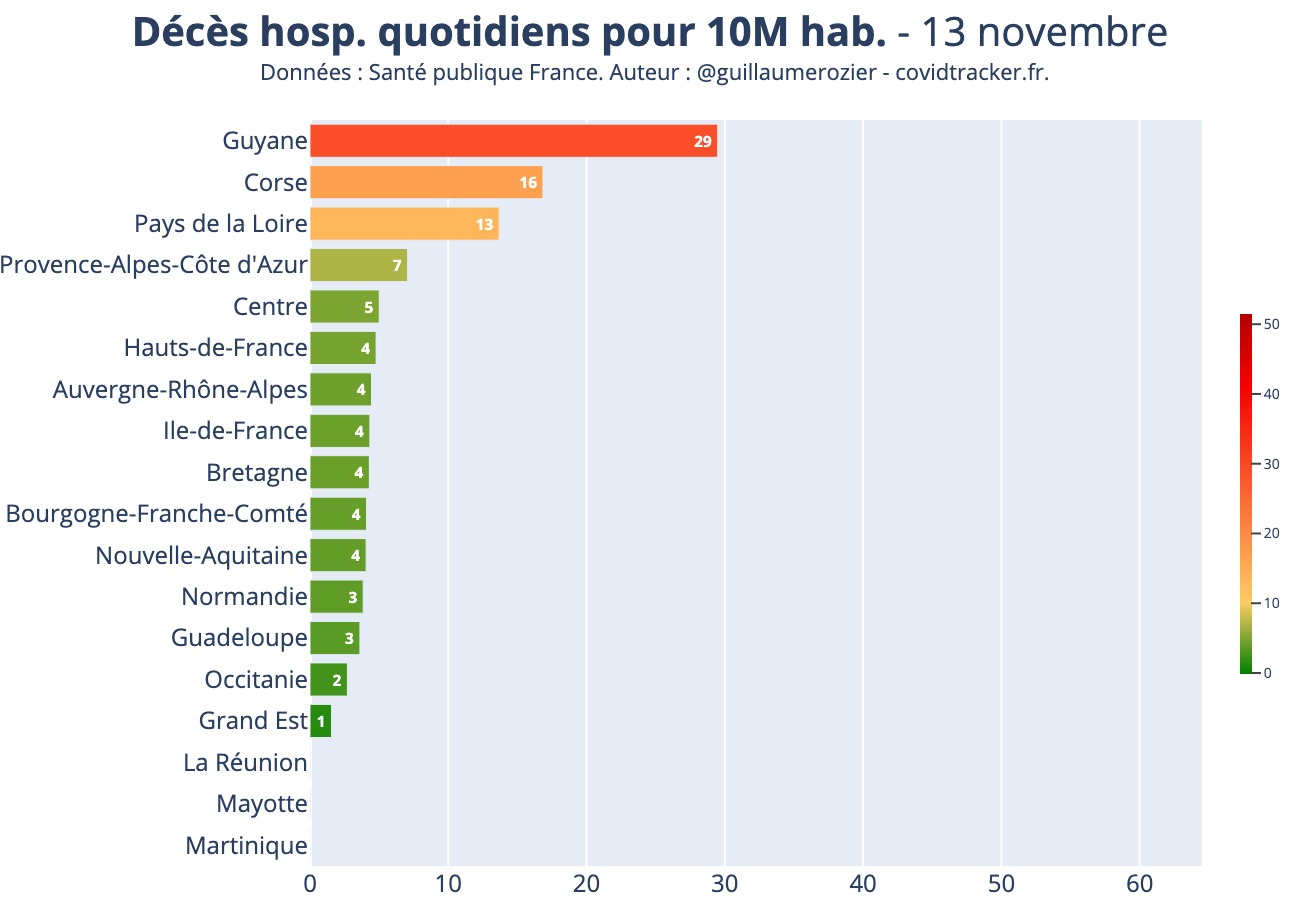 Décès hosp. quotidiens pour 10M hab. - 13 novembre
Données : Santé publique France. Auteur : @guillaumerozier - covidtracker.fr.
Guyane 29
Corse 16
Pays de la Loire 13
Provence-Alpes-Côte d'Azur 7
Centre 5
Hauts-de-France 4
Auvergne-Rhône-Alpes 4
Ile-de-France 4
Bretagne 4
Bourgogne-Franche-Comté 4
Nouvelle-Aquitaine 4
Normandie 3
Guadeloupe 3
Occitanie 2
Grand Est 1
La Réunion
Mayotte
Martinique
0 10 20 30 40 50 60
50
40
30
20
10
0